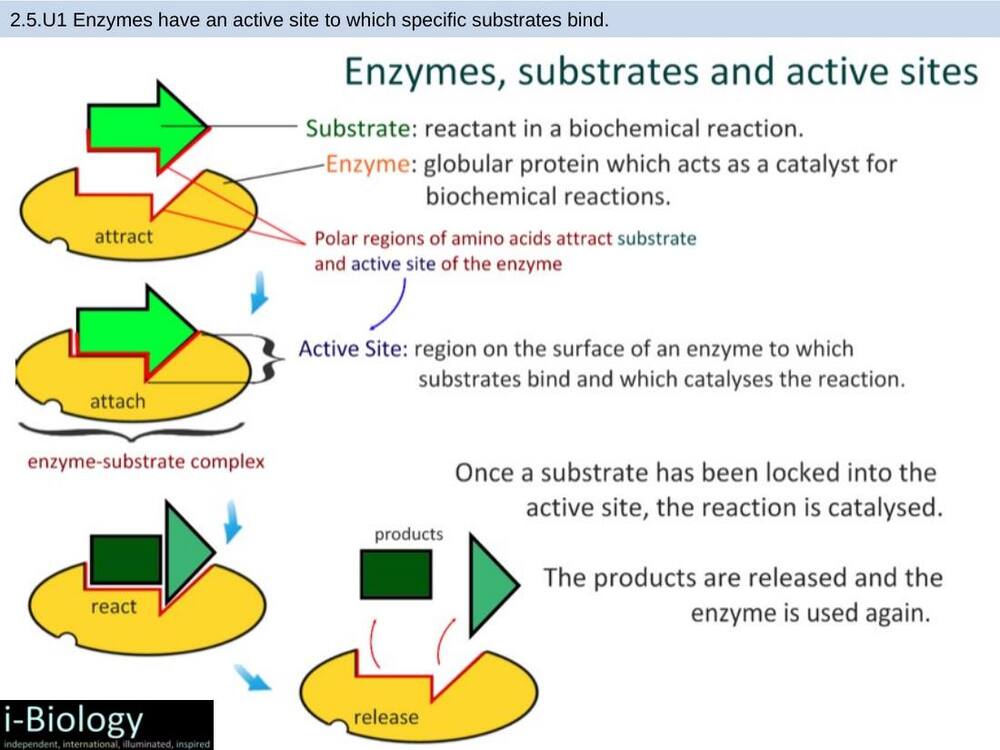 2.5.U1 Enzymes have an active site to which specific substrates bind.
Enzymes, substrates and active sites
Substrate: reactant in a biochemical reaction.
Enzyme: globular protein which acts as a catalyst for
biochemical reactions.
attract
Polar regions of amino acids attract substrate
and active site of the enzyme
Active Site: region on the surface of an enzyme to which
substrates bind and which catalyses the reaction.
attach
enzyme-substrate complex
Once a substrate has been locked into the
active site, the reaction is catalysed.
products
react
The products are released and the
enzyme is used again.
release
i-Biology
independent, international, illuminated, inspired